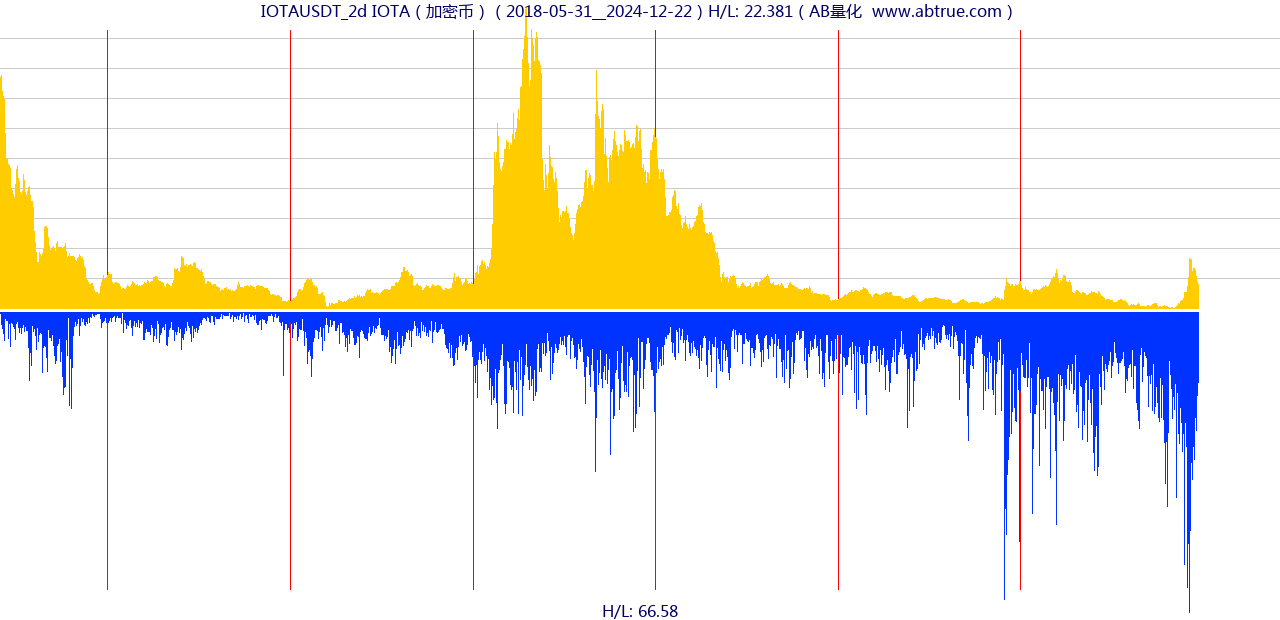 IOTAUSDT_2d IOTA（加密币）（2018-05-31__2024-12-22）H/L: 22.381（AB量化  www.abtrue.com）
H/L: 66.58